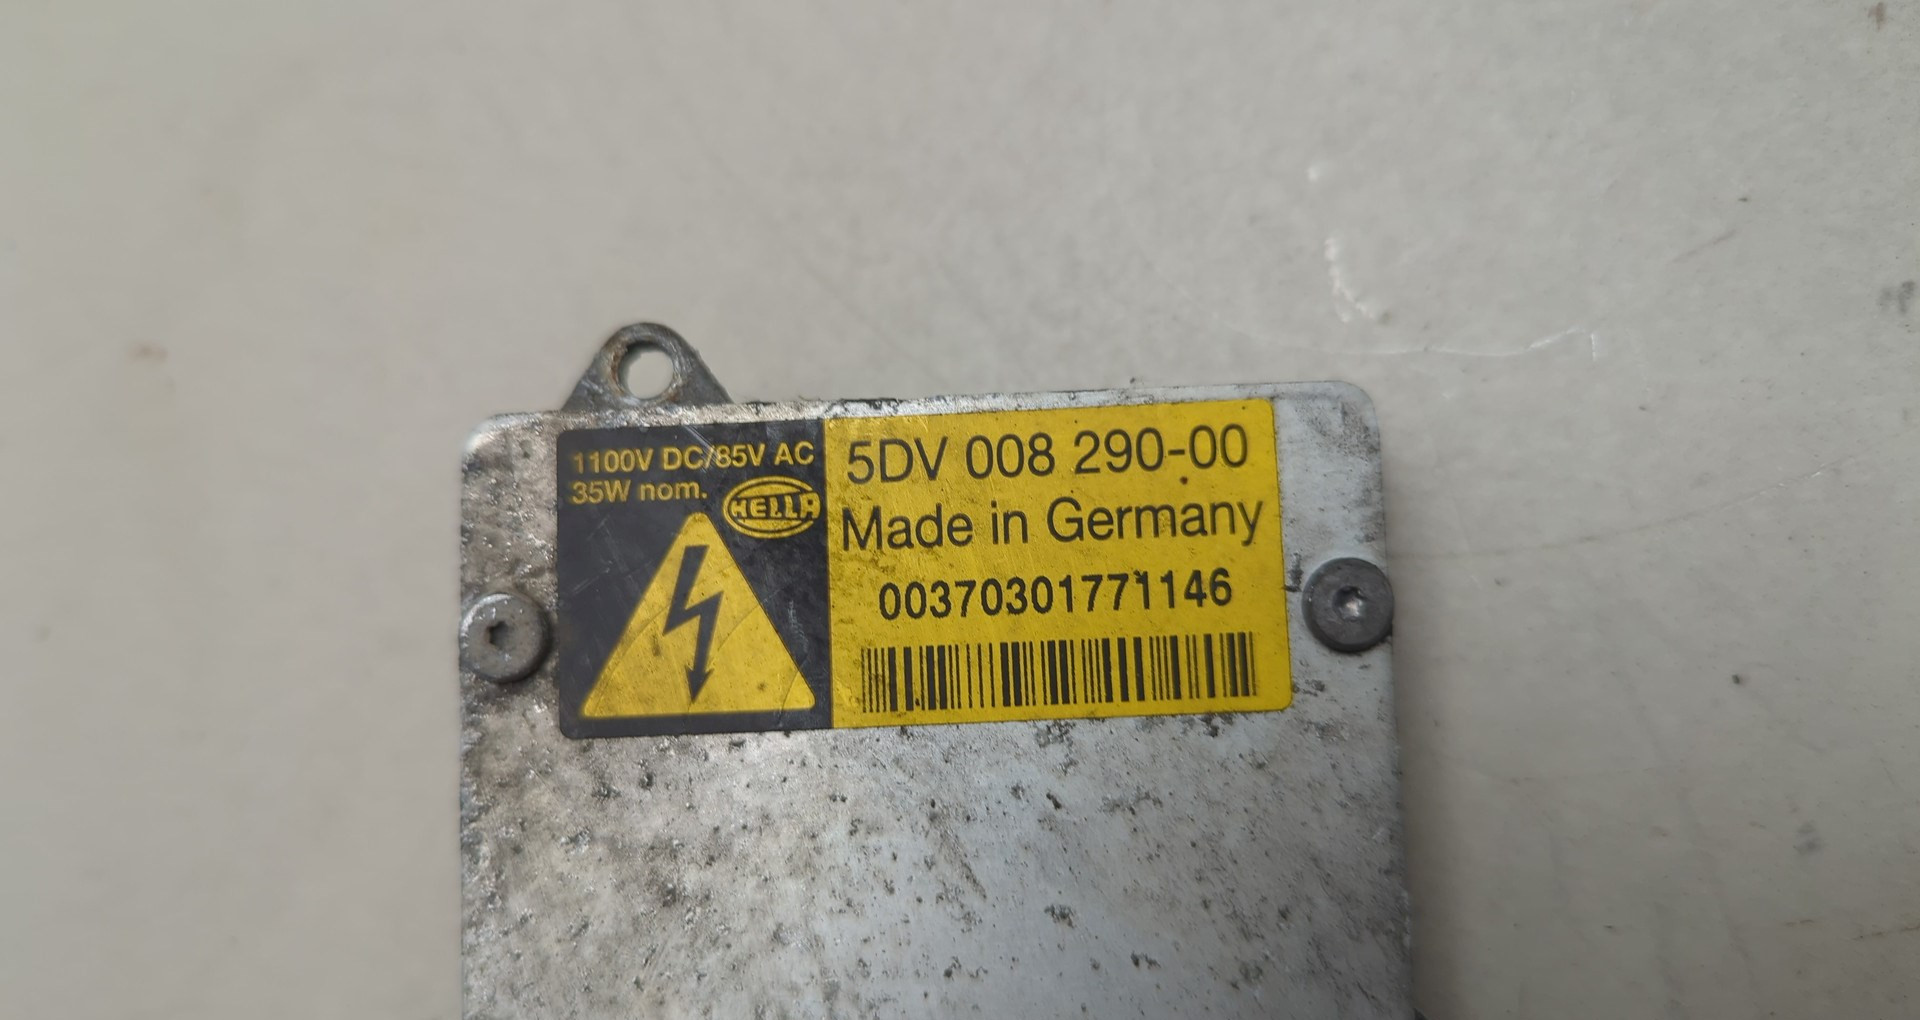 1100V DC/85V AC
35W nom.
HELLA
5DV 008 290-00
Made in Germany
00370301771146